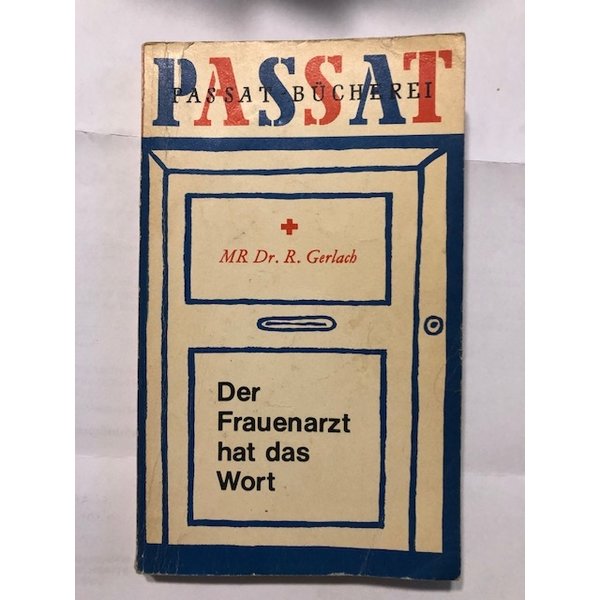 PASSAT
PASSAT-BÜCHEREI
MR Dr. R. Gerlach
Der
Frauenarzt
hat das
Wort